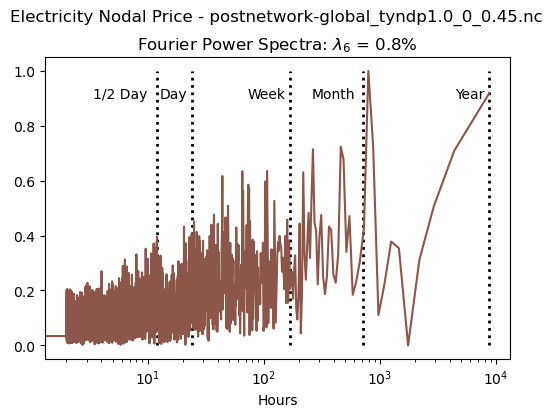 Electricity Nodal Price - postnetwork-global_tyndp1.0_0_0.45.nc
Fourier Power Spectra: λ₆ = 0.8%
1.0
0.8
0.6
0.4
0.2
0.0
1/2 Day
Day
Week
Month
Year
10¹
10²
10³
10⁴
Hours